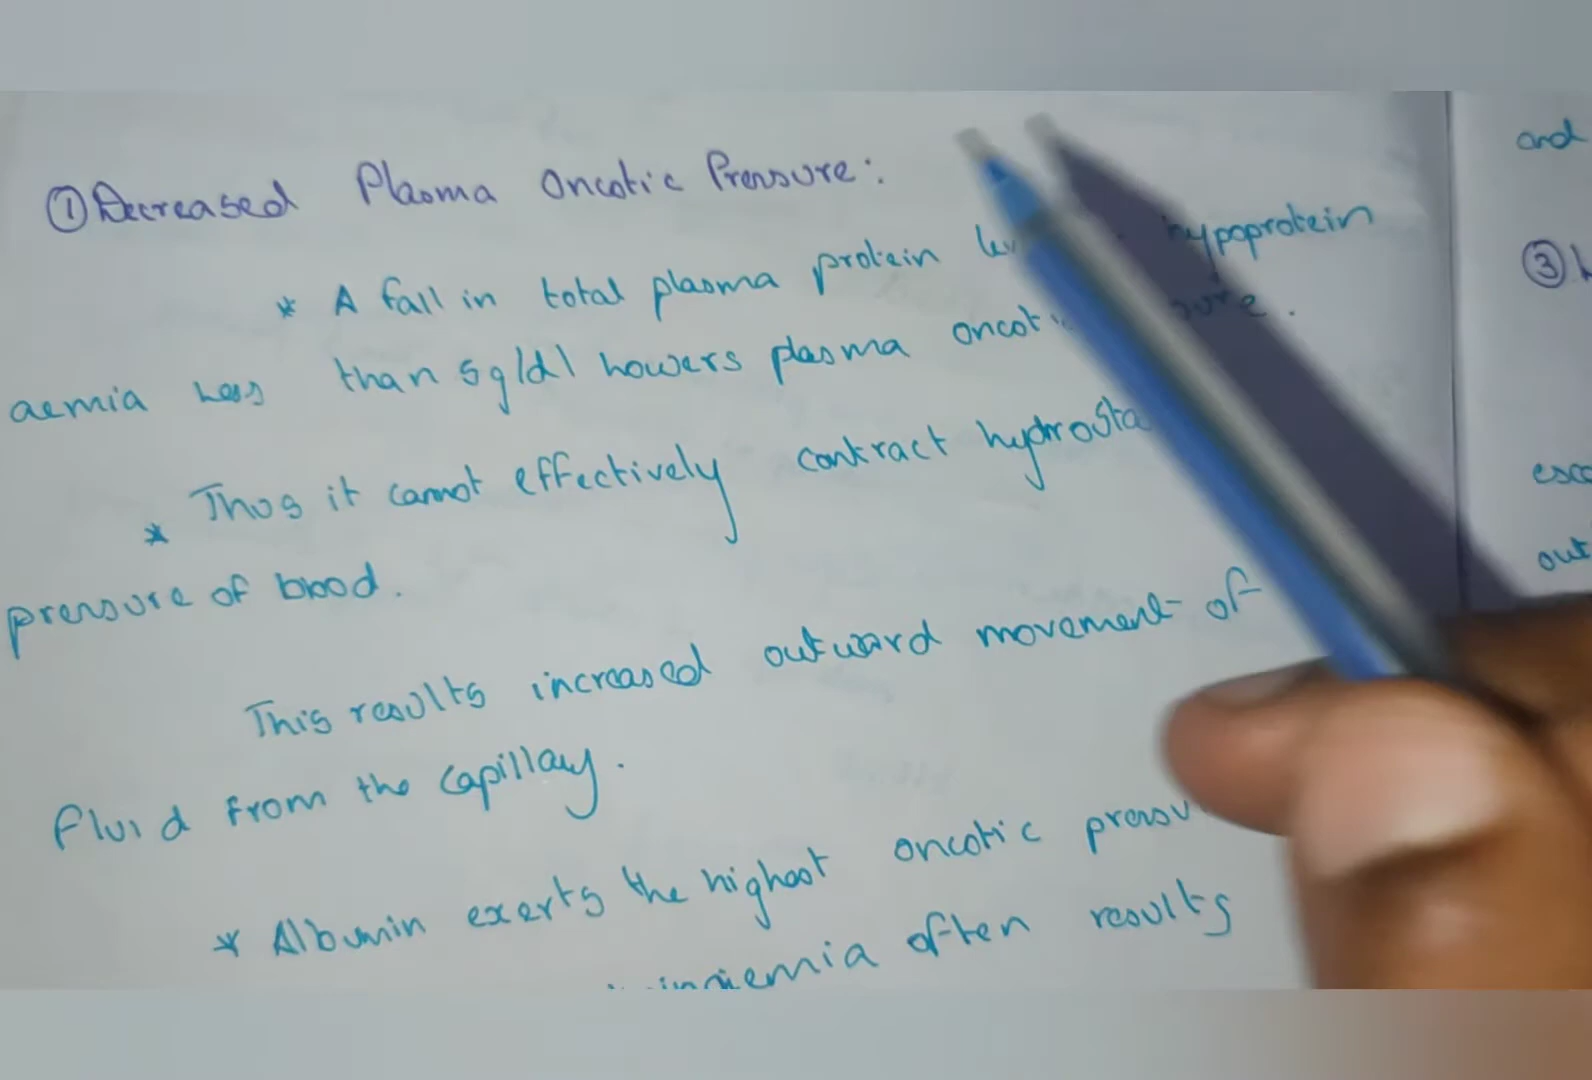 ① Decreased Plasma Oncotic Pressure :
* A fall in total plasma protein hypoprotein
aemia Less than 5g/dl Lowers plasma
* Thus it cannot effectively contract
pressure of blood.
This results increased outward movement of
fluid from the capillary.
* Albumin exerts the highest oncotic
often results
and
③